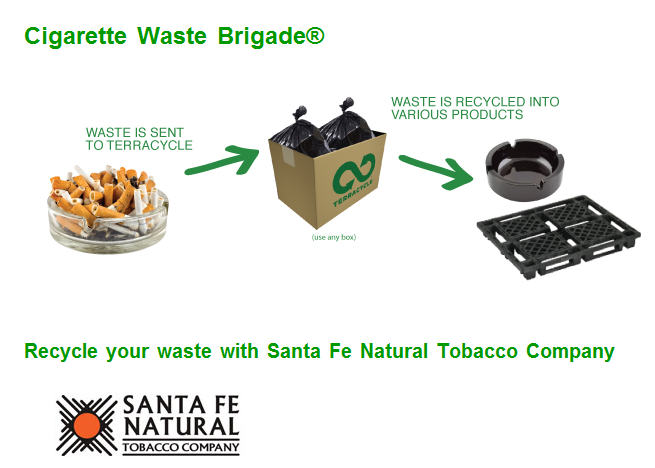 Cigarette Waste Brigade®
WASTE IS SENT
TO TERRACYCLE
TERRACYCLE
(use any box)
WASTE IS RECYCLED INTO
VARIOUS PRODUCTS
Recycle your waste with Santa Fe Natural Tobacco Company
SANTA FE
NATURAL
TOBACCO COMPANY